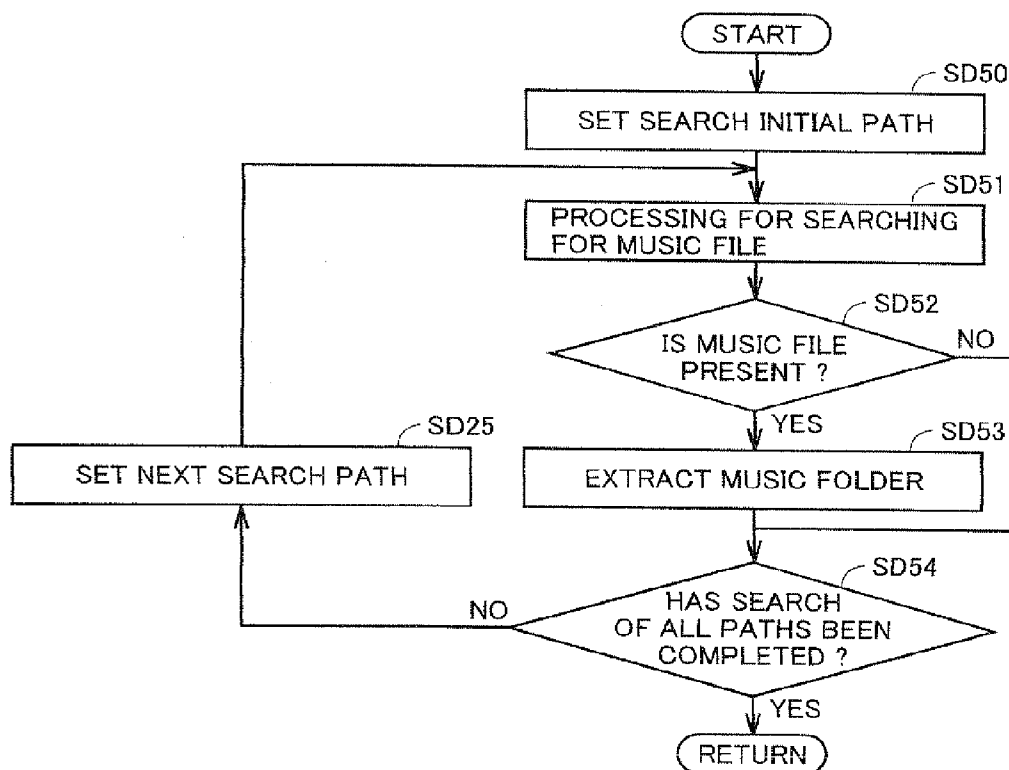 START
SD50
SET SEARCH INITIAL PATH
SD51
PROCESSING FOR SEARCHING
FOR MUSIC FILE
SD52
IS MUSIC FILE
PRESENT ?
NO
YES
SD53
EXTRACT MUSIC FOLDER
SD25
SET NEXT SEARCH PATH
SD54
HAS SEARCH
OF ALL PATHS BEEN
COMPLETED ?
NO
YES
RETURN